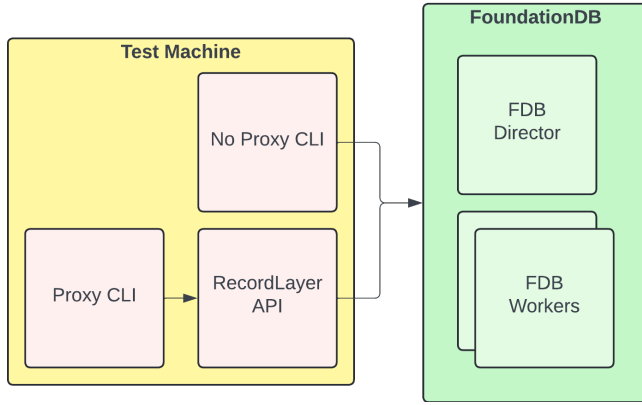 Test Machine
No Proxy CLI
Proxy CLI
RecordLayer
API
FoundationDB
FDB
Director
FDB
Workers